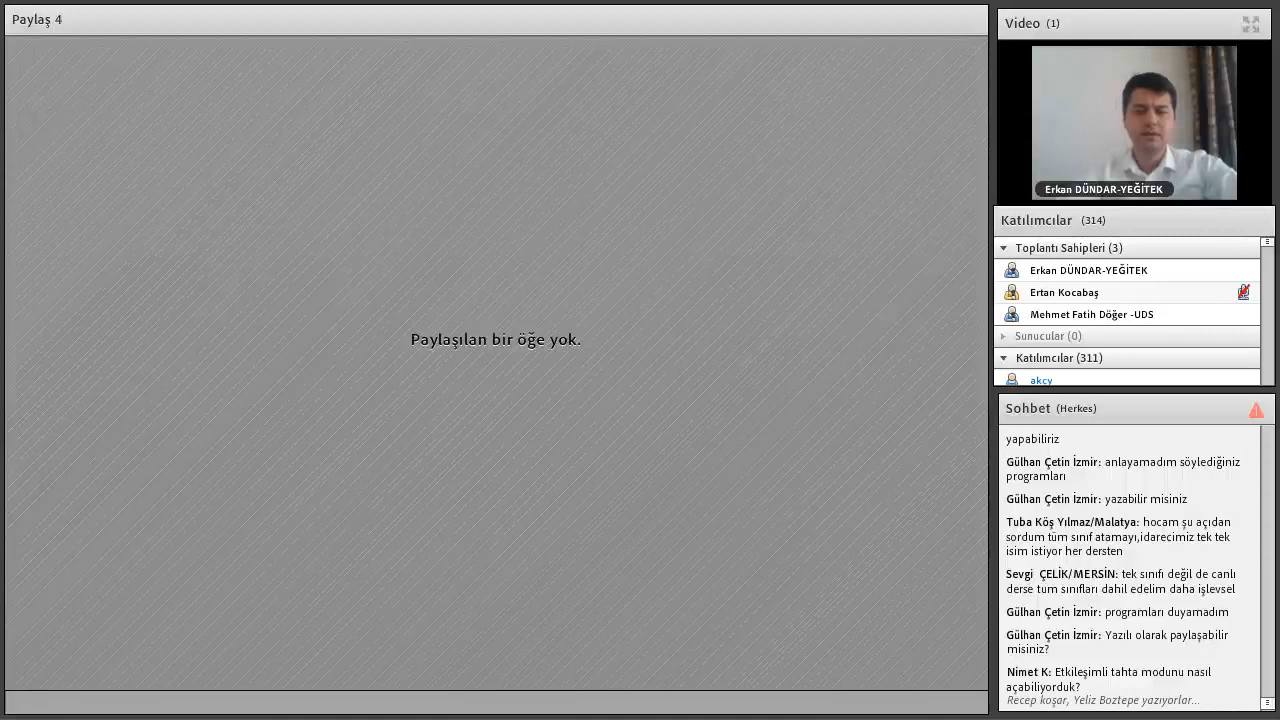 Paylaş 4
Paylaşılan bir öğe yok.
Video (1)
Erkan DÜNDAR-YEĞİTEK
Katılımcılar (314)
Toplantı Sahipleri (3)
Erkan DÜNDAR-YEĞİTEK
Ertan Kocabaş
Mehmet Fatih Döğer -UDS
Sunucular (0)
Katılımcılar (311)
akcy
Sohbet (Herkes)
yapabiliriz
Gülhan Çetin İzmir: anlayamadım söylediğiniz
programları
Gülhan Çetin İzmir: yazabilir misiniz
Tuba Köş Yılmaz/Malatya: hocam şu açıdan
sordum tüm sınıf atamayı,idarecimiz tek tek
isim istiyor her dersten
Sevgi ÇELİK/MERSİN: tek sınıfı değil de canlı
derse tum sınıfları dahil edelim daha işlevsel
Gülhan Çetin İzmir: programları duyamadım
Gülhan Çetin İzmir: Yazılı olarak paylaşabilir
misiniz?
Nimet K: Etkileşimli tahta modunu nasıl
açabiliyorduk?
Recep koşar, Yeliz Boztepe yazıyorlar...